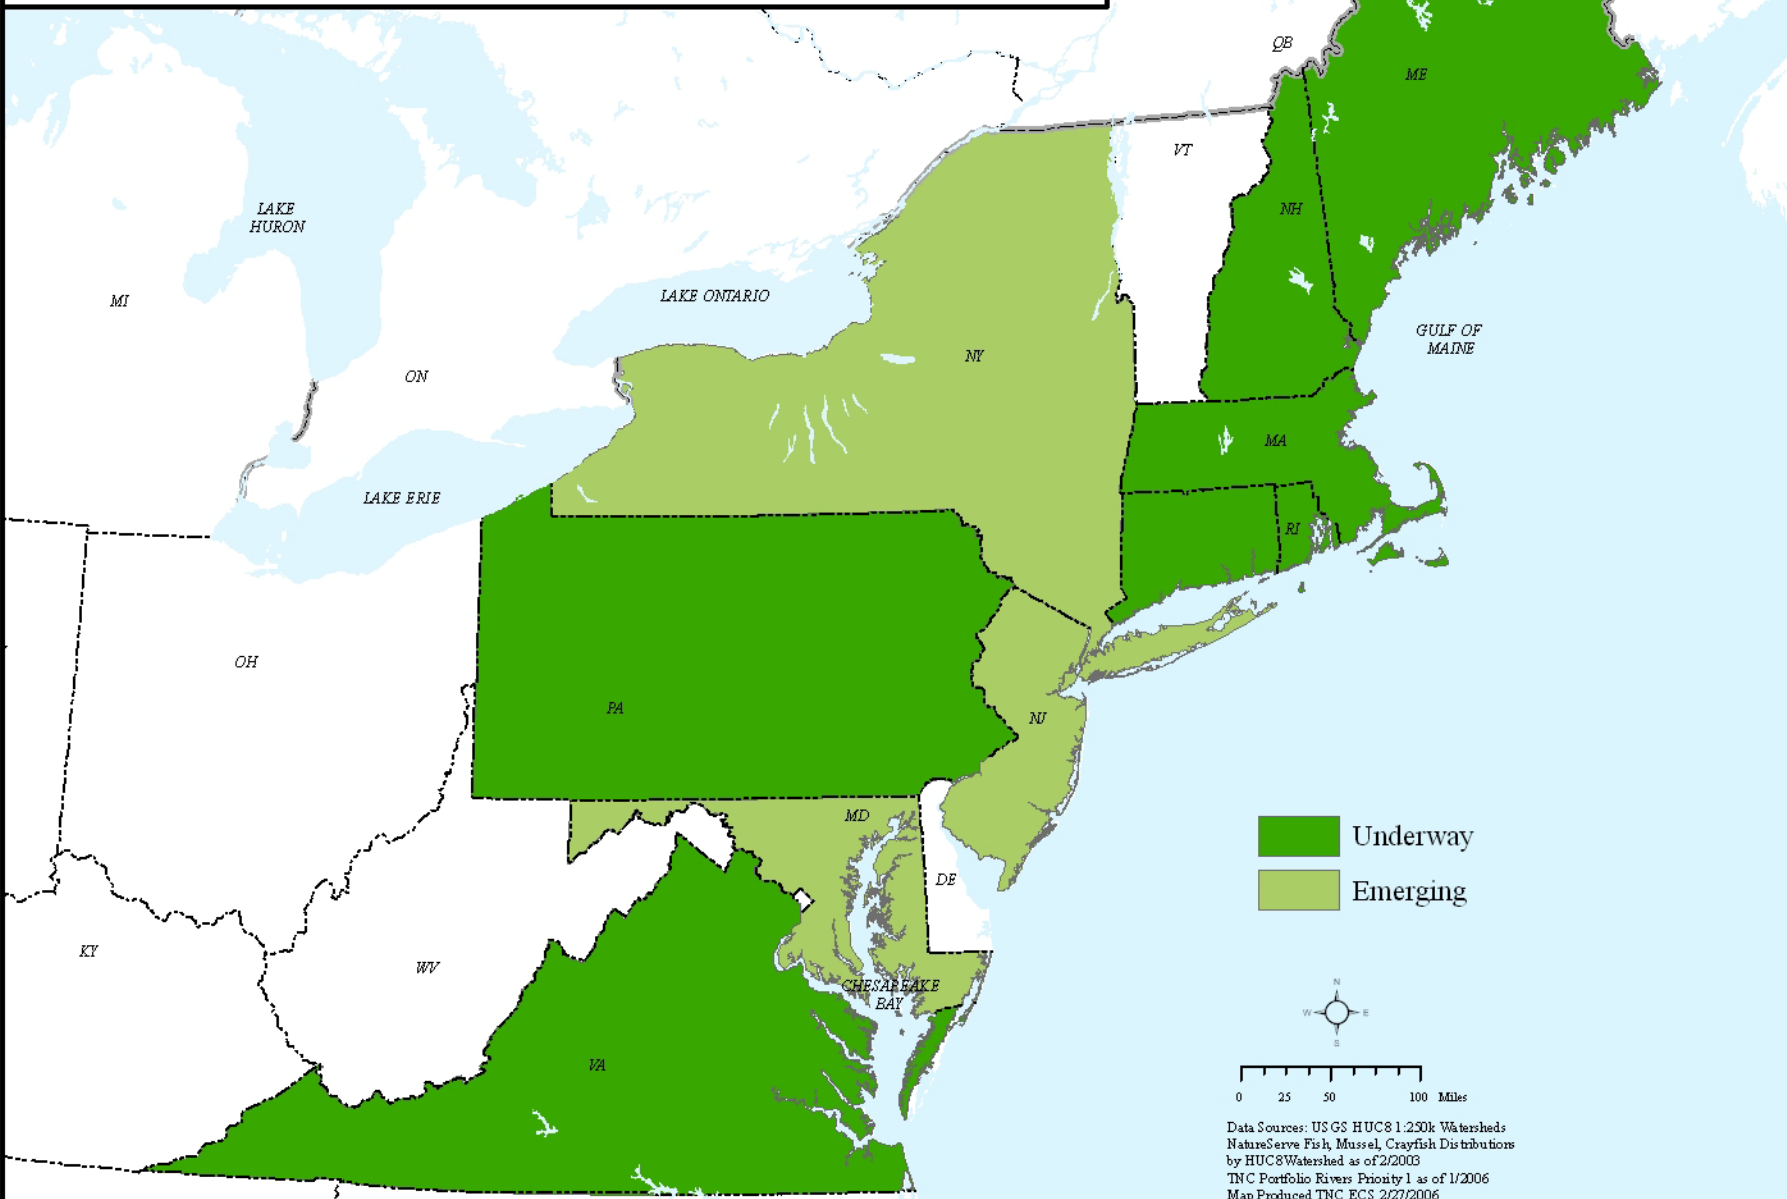 QB
ME
VT
LAKE
HURON
NH
MI
LAKE ONTARIO
GULF OF
MAINE
NY
ON
MA
LAKE ERIE
RI
OH
PA
NJ
MD
Underway
DE
Emerging
KY
WV
CHESAPEAKE
BAY
N
W E
S
VA
0 25 50 100 Miles
Data Sources: USGS HUC8 1:250k Watersheds
NatureServe Fish, Mussel, Crayfish Distributions
by HUC8Watershed as of 2/2003
TNC Portfolio Rivers Priority 1 as of 1/2006
Map Produced TNC ECS 2/27/2006